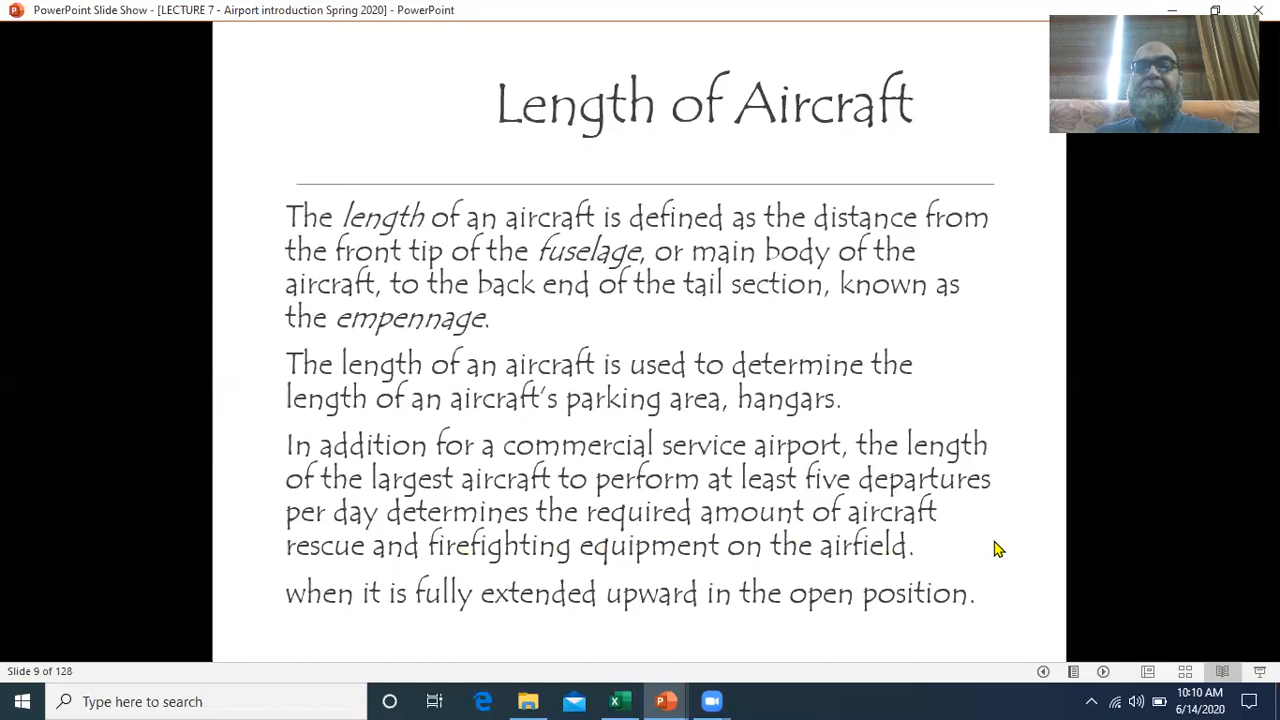 PowerPoint Slide Show - [LECTURE 7 - Airport introduction Spring 2020] - PowerPoint
Length of Aircraft
The length of an aircraft is defined as the distance from
the front tip of the fuselage, or main body of the
aircraft, to the back end of the tail section, known as
the empennage.
The length of an aircraft is used to determine the
length of an aircraft's parking area, hangars.
In addition for a commercial service airport, the length
of the largest aircraft to perform at least five departures
per day determines the required amount of aircraft
rescue and firefighting equipment on the airfield.
when it is fully extended upward in the open position.
Slide 9 of 128
Type here to search
10:10 AM
6/14/2020